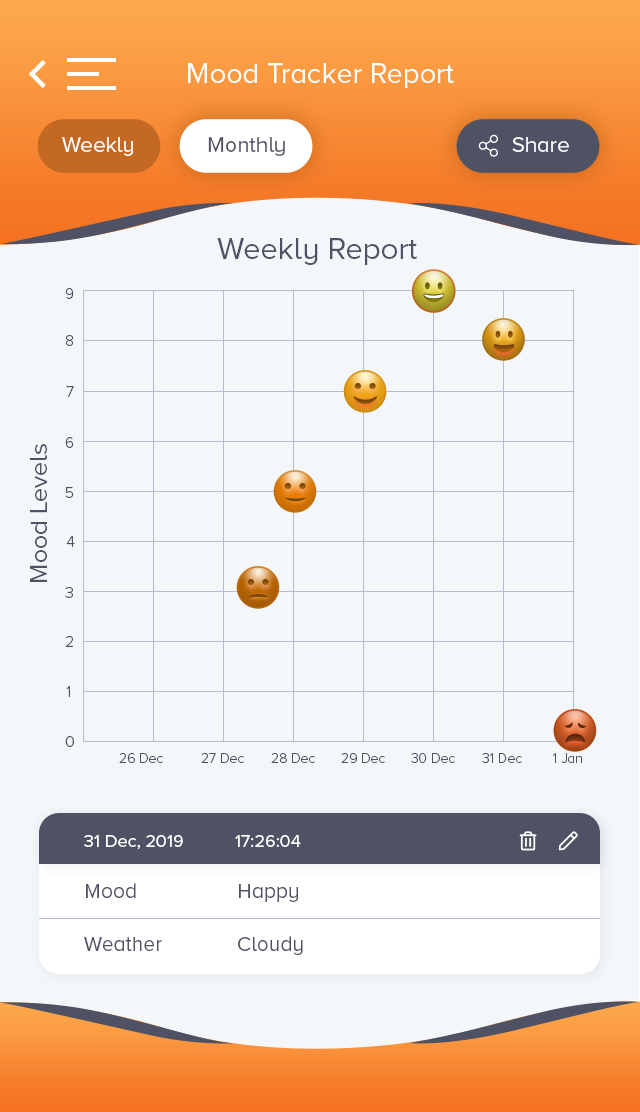 Mood Tracker Report
Weekly
Monthly
Share
Weekly Report
Mood Levels
9
8
7
6
5
4
3
2
1
0
26 Dec
27 Dec
28 Dec
29 Dec
30 Dec
31 Dec
1 Jan
31 Dec, 2019 17:26:04
Mood Happy
Weather Cloudy